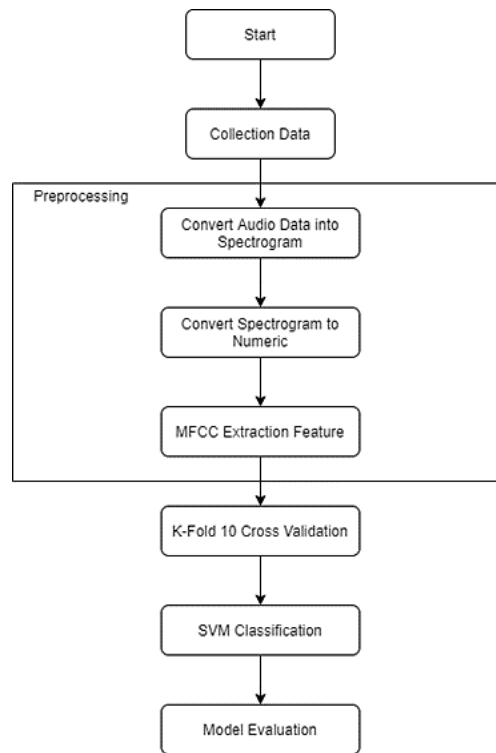 Start
Collection Data
Preprocessing
Convert Audio Data into
Spectrogram
Convert Spectrogram to
Numeric
MFCC Extraction Feature
K-Fold 10 Cross Validation
SVM Classification
Model Evaluation